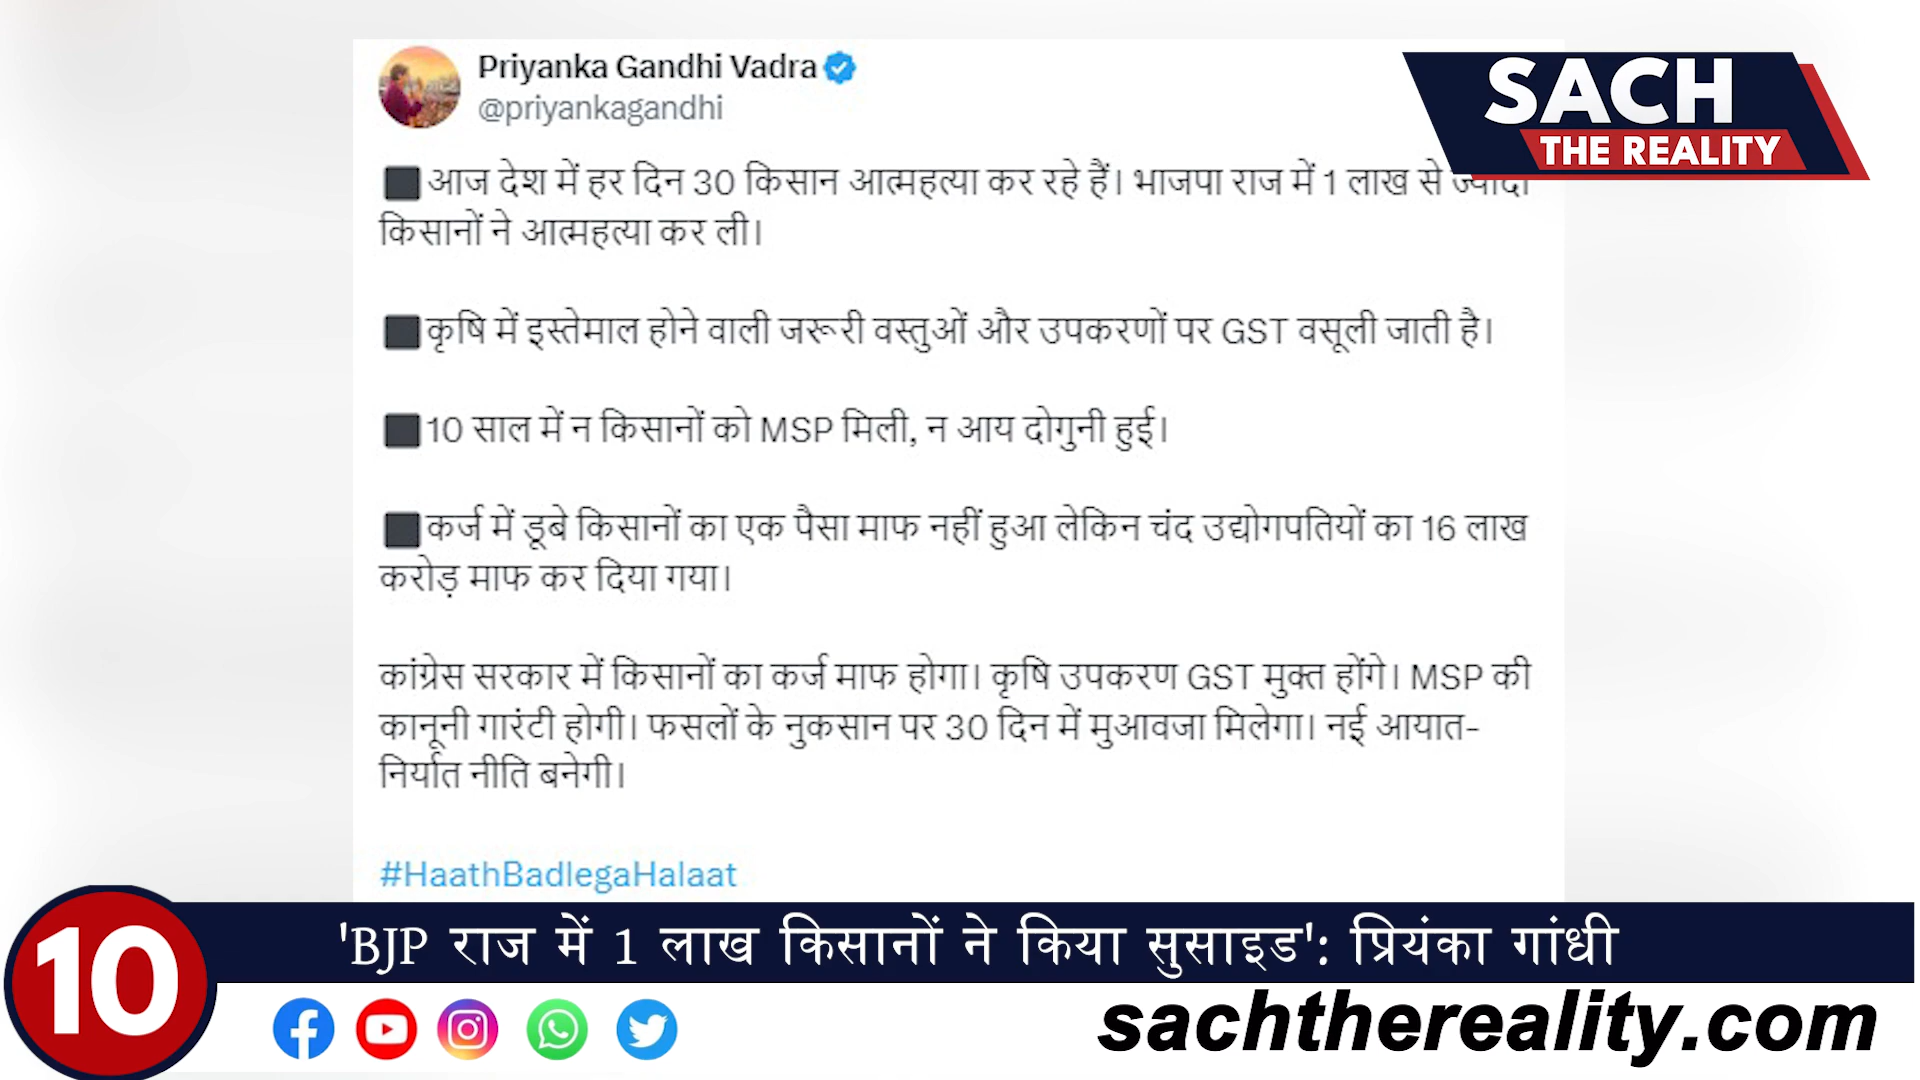 Priyanka Gandhi Vadra
@priyankagandhi
SACH
THE REALITY
आज देश में हर दिन 30 किसान आत्महत्या कर रहे हैं। भाजपा राज में 1 लाख से ज्यादा
किसानों ने आत्महत्या कर ली।
कृषि में इस्तेमाल होने वाली जरूरी वस्तुओं और उपकरणों पर GST वसूली जाती है।
10 साल में न किसानों को MSP मिली, न आय दोगुनी हुई।
कर्ज में डूबे किसानों का एक पैसा माफ नहीं हुआ लेकिन चंद उद्योगपतियों का 16 लाख
करोड़ माफ कर दिया गया।
कांग्रेस सरकार में किसानों का कर्ज माफ होगा। कृषि उपकरण GST मुक्त होंगे। MSP की
कानूनी गारंटी होगी। फसलों के नुकसान पर 30 दिन में मुआवजा मिलेगा। नई आयात-
निर्यात नीति बनेगी।
#HaathBadlegaHalaat
10
'BJP राज में 1 लाख किसानों ने किया सुसाइड': प्रियंका गांधी
sachthereality.com